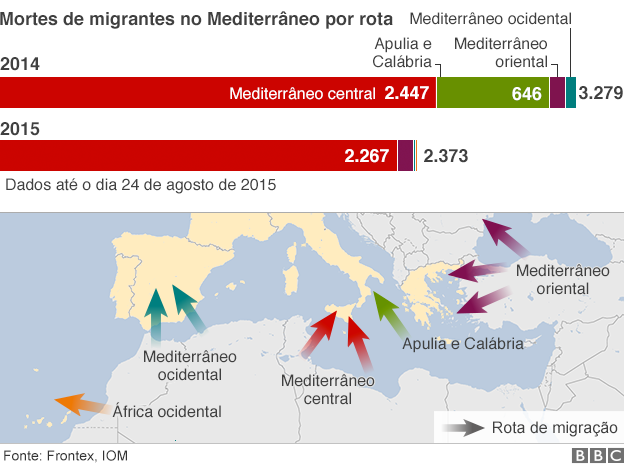 Mortes de migrantes no Mediterrâneo por rota
Mediterrâneo ocidental
Apulia e
Calábria
Mediterrâneo
oriental
2014
Mediterrâneo central 2.447
646
3.279
2015
2.267
2.373
Dados até o dia 24 de agosto de 2015
Mediterrâneo
oriental
Apulia e Calábria
Mediterrâneo
ocidental
Mediterrâneo
central
África ocidental
Rota de migração
Fonte: Frontex, IOM
BBC